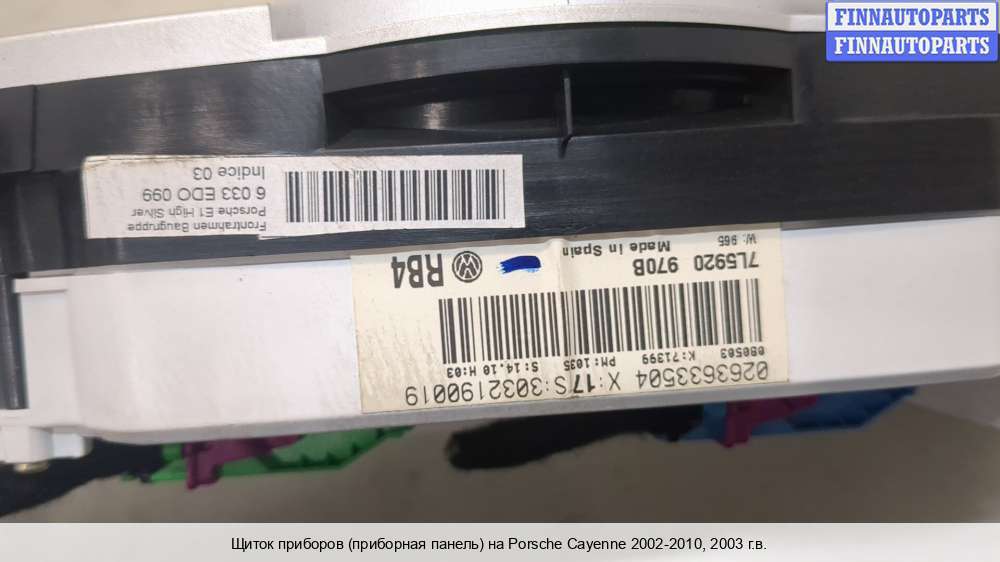 FINNAUTOPARTS
FINNAUTOPARTS
Frontrahmen Baugruppe
Porsche E1 High Silver
6 033 EDO 099
Indice 03
0263633504 X:17 S:3032190019
080503 K:71399 PM:1035 S:14.10 H:03
7L5920 970B RB4
W: 965 Made in Spain
Щиток приборов (приборная панель) на Porsche Cayenne 2002-2010, 2003 г.в.